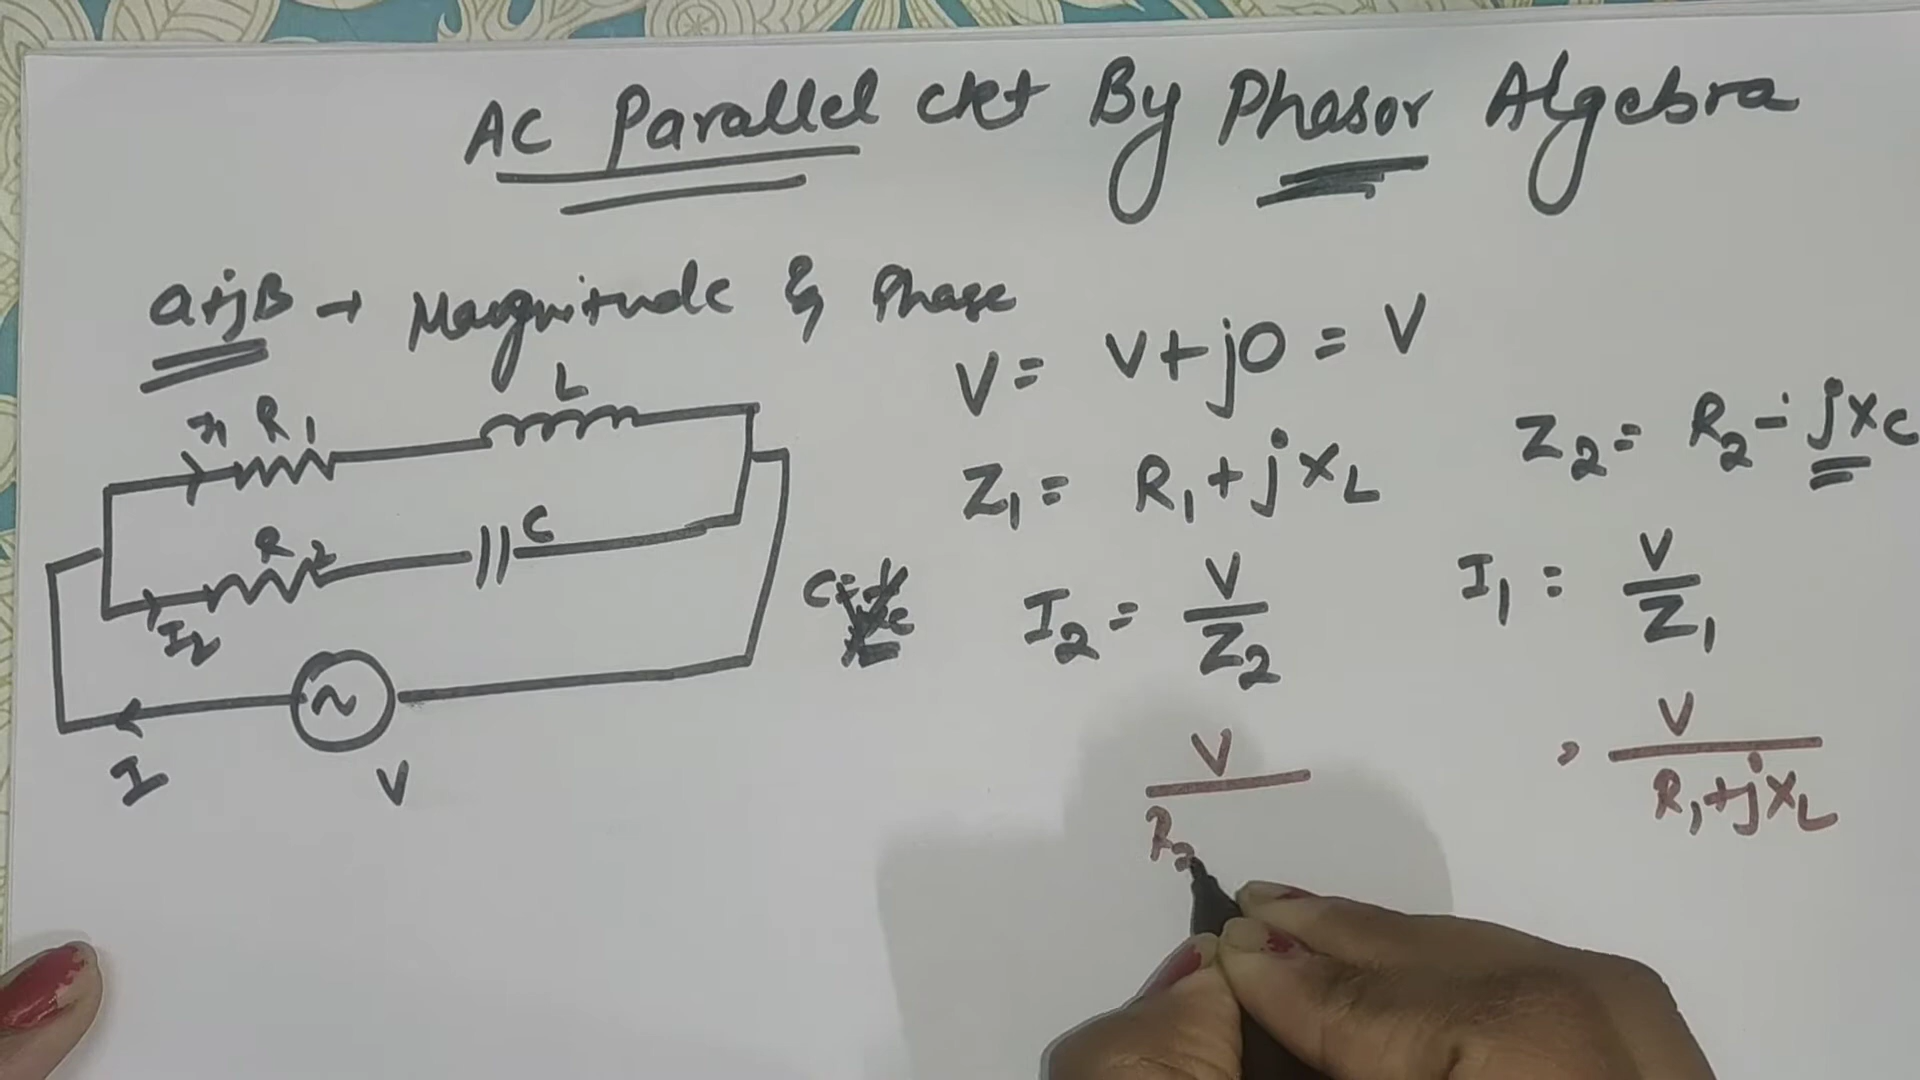 AC Parallel ckt By Phasor Algebra
a+jB → Magnitude & Phase
V = V+j0 = V
L
R1
Z1 = R1+jXL
Z2 = R2-jXC
R2
C
I2
I2 = V/Z2
I1 = V/Z1
V/R2
= V/R1+jXL
I
V